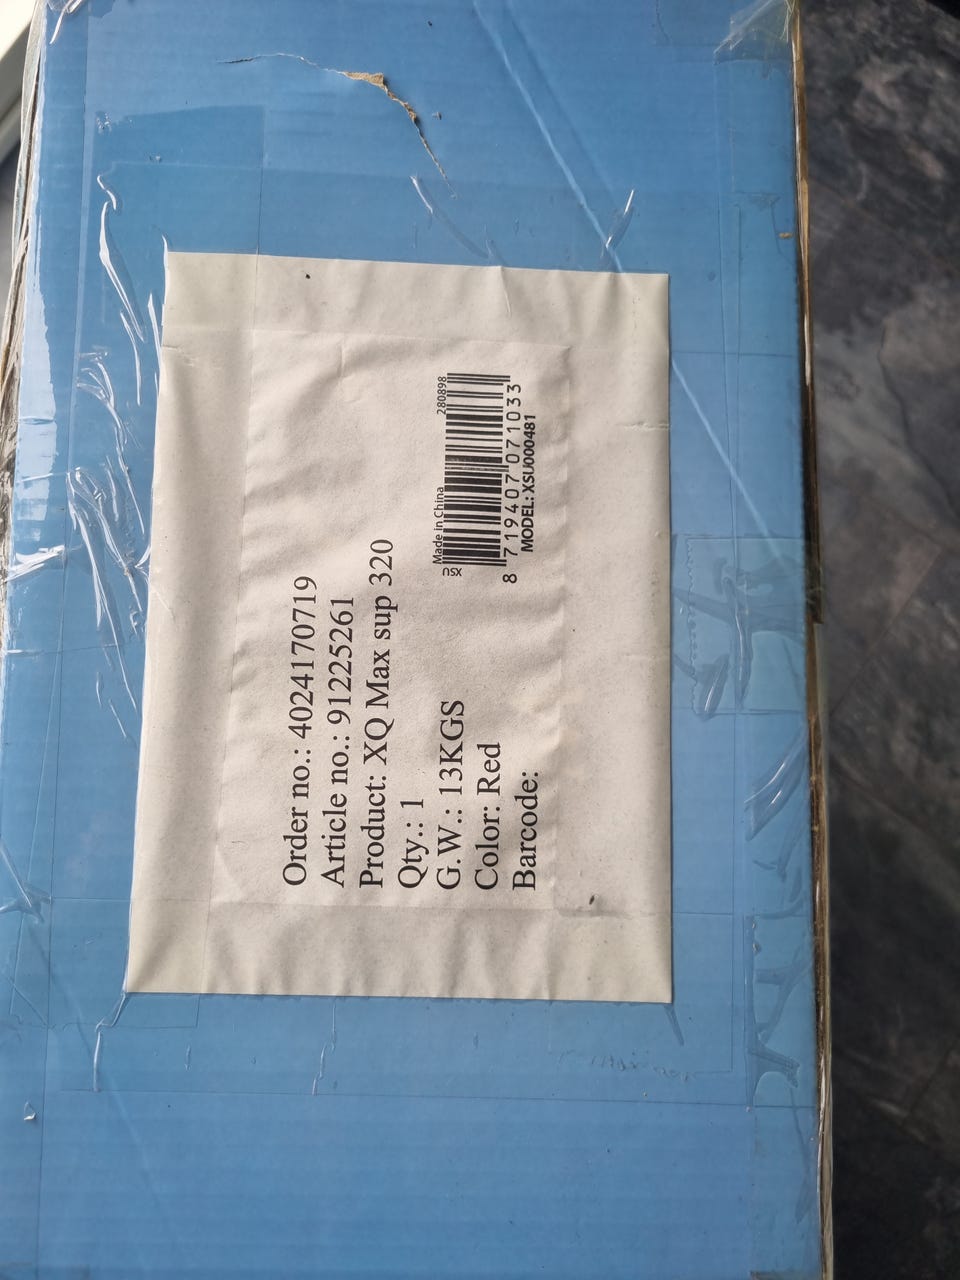 Order no.: 4024170719
Article no.: 91225261
Product: XQ Max sup 320
Qty.: 1
G.W.: 13KGS
Color: Red
Barcode:
Made in China
280898
nsx
8 719407 071033
MODEL: XSU000481